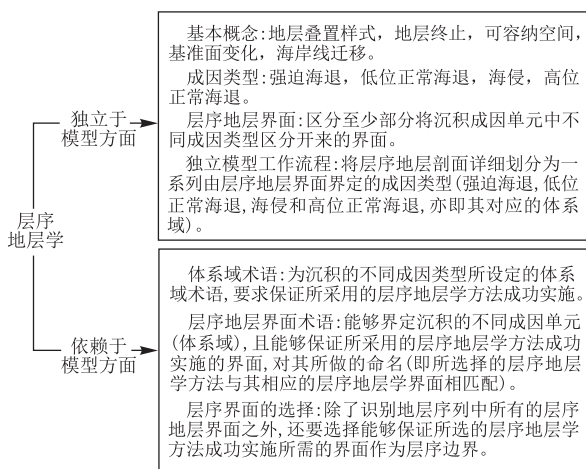 基本概念:地层叠置样式，地层终止，可容纳空间，
基准面变化，海岸线迁移。
成因类型:强迫海退，低位正常海退，海侵，高位
正常海退。
层序地层界面:区分至少部分将沉积成因单元中不
同成因类型区分开来的界面。
独立模型工作流程:将层序地层剖面详细划分为一
系列由层序地层界面界定的成因类型(强迫海退,低位
正常海退,海侵和高位正常海退,亦即其对应的体系
域)。
独立于
模型方面
层序
地层学
依赖于
模型方面
体系域术语:为沉积的不同成因类型所设定的体系
域术语,要求保证所采用的层序地层学方法成功实施。
层序地层界面术语:能够界定沉积的不同成因单元
(体系域),且能够保证所采用的层序地层学方法成功
实施的界面,对其所做的命名(即所选择的层序地层
学方法与其相应的层序地层学界面相匹配)。
层序界面的选择:除了识别地层序列中所有的层序
地层界面之外,还要选择能够保证所选的层序地层学
方法成功实施所需的界面作为层序边界。